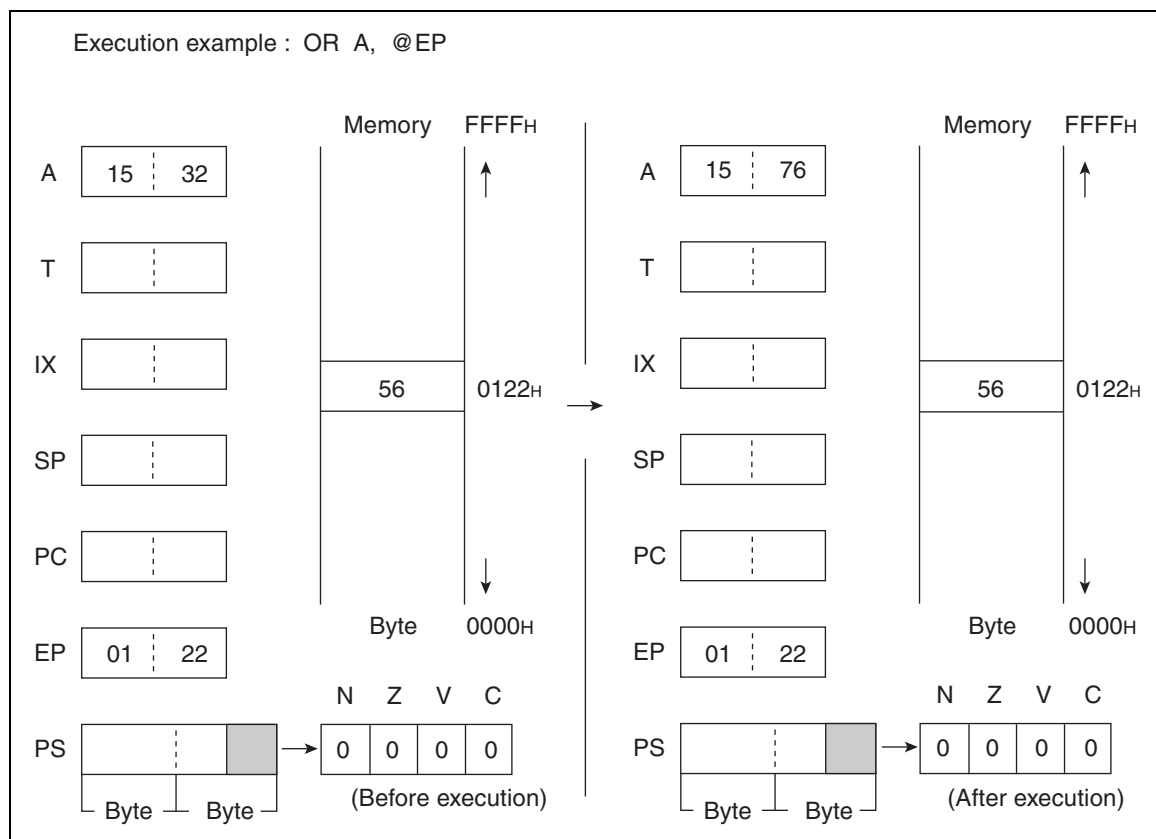 Execution example : OR A, @EP
Memory FFFFH
A 15 32
T
IX
56 0122H
SP
PC
Byte 0000H
EP 01 22
N Z V C
PS 0 0 0 0
Byte Byte
(Before execution)
Memory FFFFH
A 15 76
T
IX
56 0122H
SP
PC
Byte 0000H
EP 01 22
N Z V C
PS 0 0 0 0
Byte Byte
(After execution)